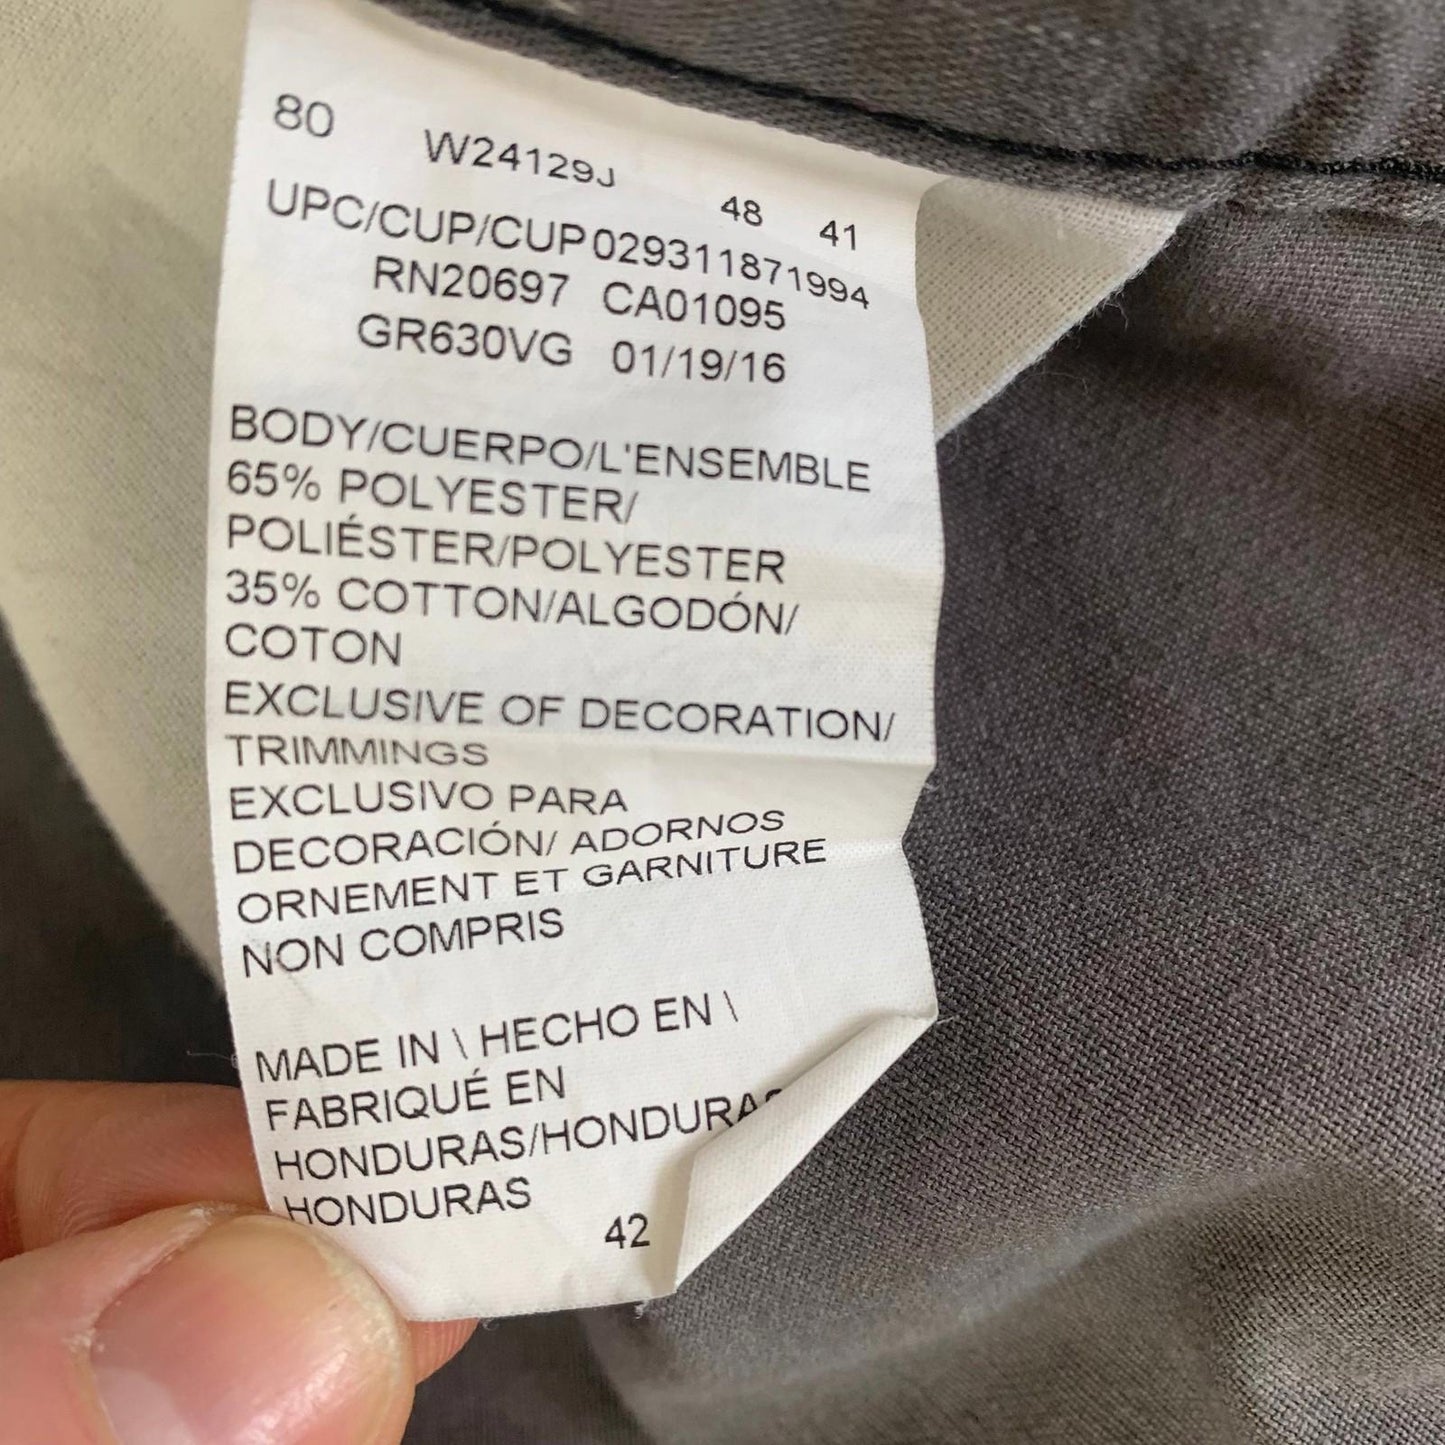 80 W24129J 48 41
UPC/CUP/CUP029311871994
RN20697 CA01095
GR630VG 01/19/16
BODY/CUERPO/L'ENSEMBLE
65% POLYESTER/
POLIÉSTER/POLYESTER
35% COTTON/ALGODÓN/
COTON
EXCLUSIVE OF DECORATION/
TRIMMINGS
EXCLUSIVO PARA
DECORACIÓN/ ADORNOS
ORNEMENT ET GARNITURE
NON COMPRIS
MADE IN \ HECHO EN \
FABRIQUÉ EN
HONDURAS/HONDURAS
HONDURAS
42